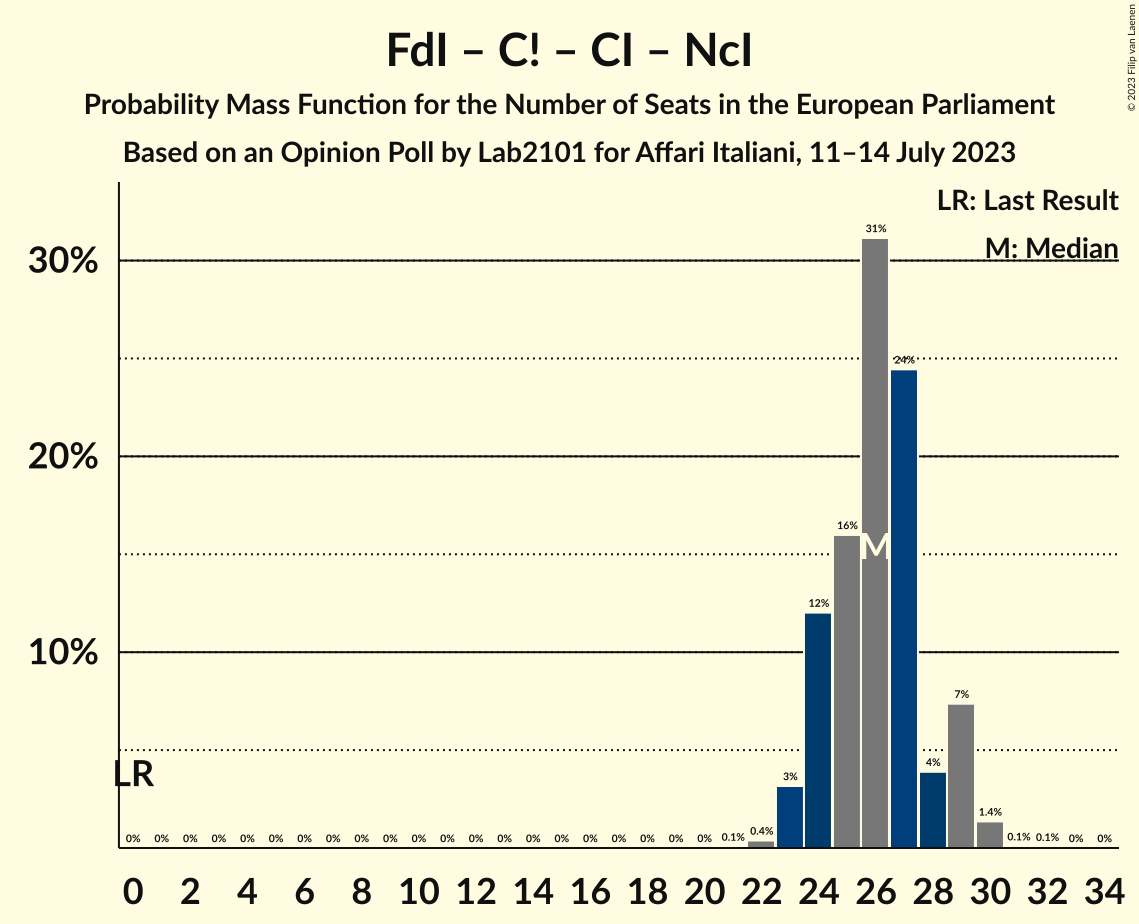 FdI – C! – CI – NcI
Probability Mass Function for the Number of Seats in the European Parliament
Based on an Opinion Poll by Lab2101 for Affari Italiani, 11–14 July 2023
© 2023 Filip van Laenen
LR: Last Result
M: Median
30%
20%
10%
31%
24%
16%
M
12%
7%
LR
3%
4%
0% 0% 0% 0% 0% 0% 0% 0% 0% 0% 0% 0% 0% 0% 0% 0% 0% 0% 0% 0% 0% 0.1% 0.4% 1.4% 0.1% 0.1% 0% 0%
0 2 4 6 8 10 12 14 16 18 20 22 24 26 28 30 32 34